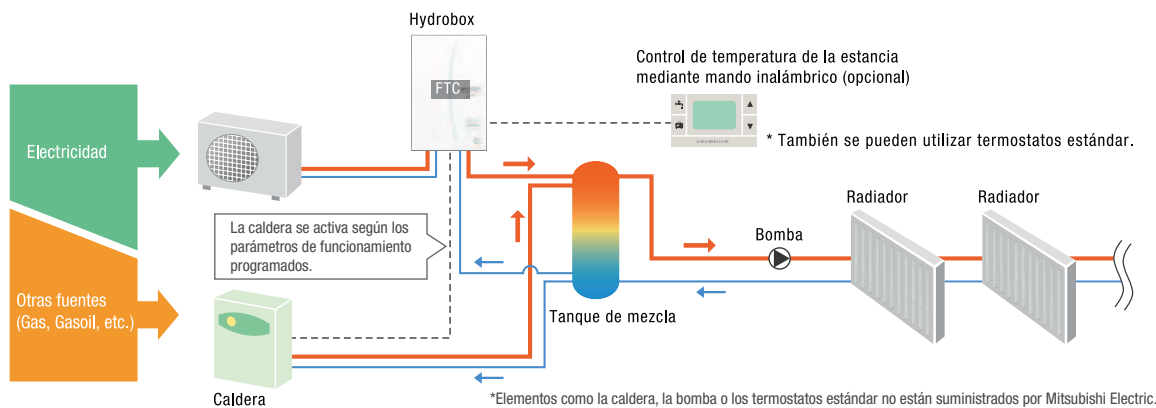 Hydrobox
FTC
Control de temperatura de la estancia
mediante mando inalámbrico (opcional)
* También se pueden utilizar termostatos estándar.
Electricidad
La caldera se activa según los
parámetros de funcionamiento
programados.
Radiador
Radiador
Bomba
Otras fuentes
(Gas, Gasoil, etc.)
Tanque de mezcla
Caldera
*Elementos como la caldera, la bomba o los termostatos estándar no están suministrados por Mitsubishi Electric.